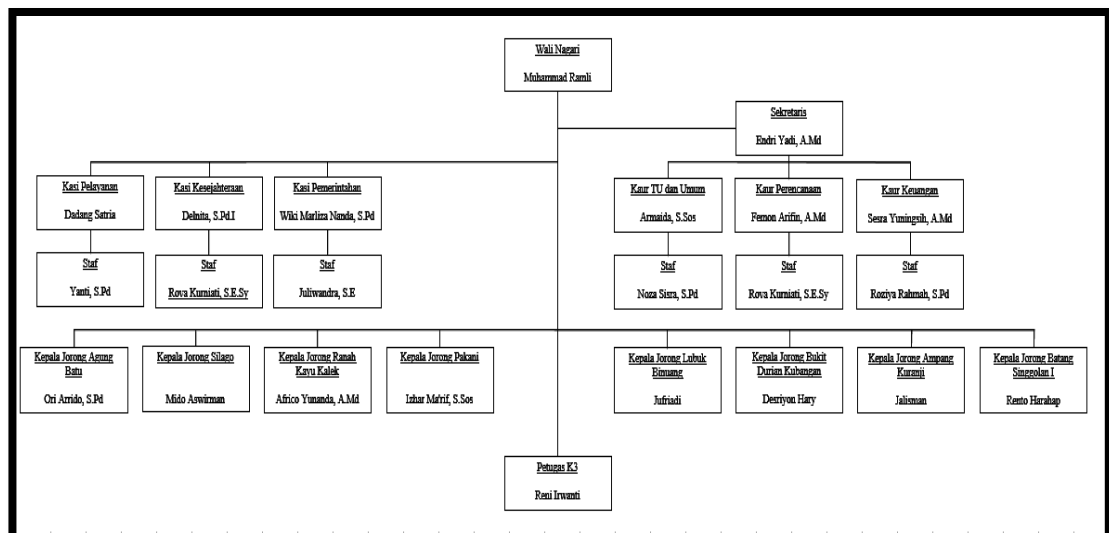 Wali Nagari
Muhammad Ramli
Sekretaris
Endri Yadi, A.Md
Kasi Pelayanan
Dadang Satria
Kasi Kesejahteraan
Delnita, S.Pd.I
Kasi Pemerintahan
Wiki Marliza Nanda, S.Pd
Kaur TU dan Umum
Armaida, S.Sos
Kaur Perencanaan
Femon Arifin, A.Md
Kaur Keuangan
Sesra Yuningsih, A.Md
Staf
Yanti, S.Pd
Staf
Rova Kurniati, S.E.Sy
Staf
Juliwandra, S.E
Staf
Noza Sisra, S.Pd
Staf
Rova Kurniati, S.E.Sy
Staf
Roziya Rahmah, S.Pd
Kepala Jorong Agung
Batu
Ori Arrido, S.Pd
Kepala Jorong Silago
Mido Aswirman
Kepala Jorong Ranah
Kavu Kalek
Africo Yunanda, A.Md
Kepala Jorong Pakani
Izhar Ma'rif, S.Sos
Kepala Jorong Lubuk
Binuang
Jufriadi
Kepala Jorong Bukit
Durian Kubangan
Desriyon Hary
Kepala Jorong Ampang
Kuranji
Jalisman
Kepala Jorong Batang
Singgolan I
Rento Harahap
Petugas K3
Reni Irwanti